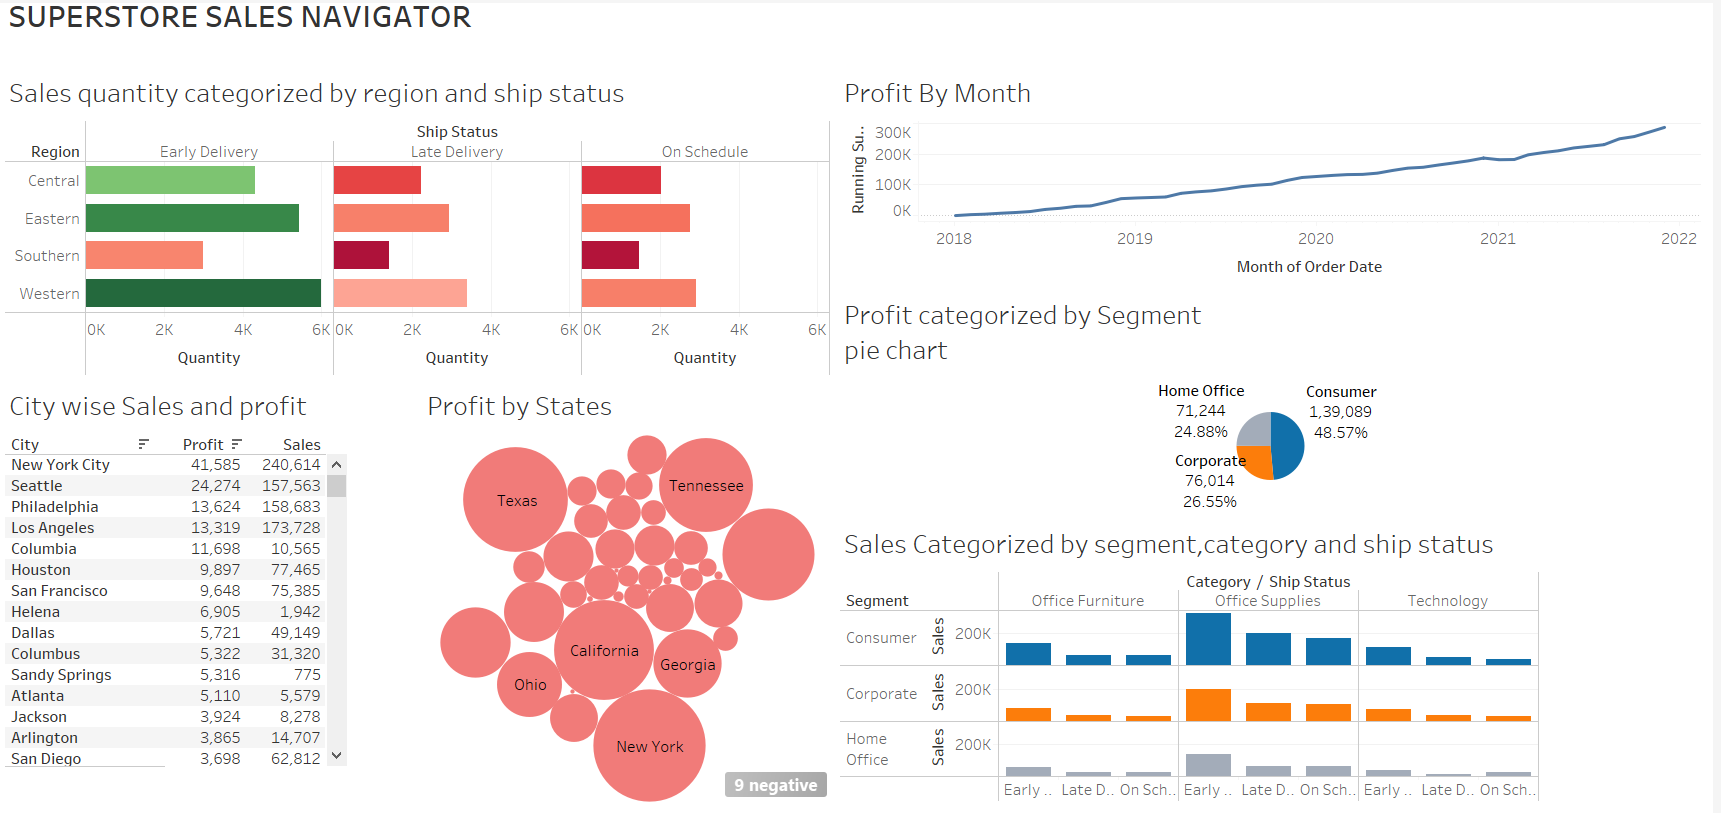 SUPERSTORE SALES NAVIGATOR
Sales quantity categorized by region and ship status
Ship Status
Region Early Delivery Late Delivery On Schedule
Central
Eastern
Southern
Western
0K 2K 4K 6K 0K 2K 4K 6K 0K 2K 4K 6K
Quantity Quantity Quantity
Profit By Month
Running Su..
300K
200K
100K
0K
2018 2019 2020 2021 2022
Month of Order Date
Profit categorized by Segment
pie chart
Home Office
71,244
24.88%
Consumer
1,39,089
48.57%
Corporate
76,014
26.55%
City wise Sales and profit
City Profit Sales
New York City 41,585 240,614
Seattle 24,274 157,563
Philadelphia 13,624 158,683
Los Angeles 13,319 173,728
Columbia 11,698 10,565
Houston 9,897 77,465
San Francisco 9,648 75,385
Helena 6,905 1,942
Dallas 5,721 49,149
Columbus 5,322 31,320
Sandy Springs 5,316 775
Atlanta 5,110 5,579
Jackson 3,924 8,278
Arlington 3,865 14,707
San Diego 3,698 62,812
Profit by States
Texas
Tennessee
California
Georgia
Ohio
New York
9 negative
Sales Categorized by segment,category and ship status
Category / Ship Status
Segment Office Furniture Office Supplies Technology
Consumer Sales 200K
Corporate Sales 200K
Home
Office Sales 200K
Early .. Late D.. On Sch.. Early .. Late D.. On Sch.. Early .. Late D.. On Sch..